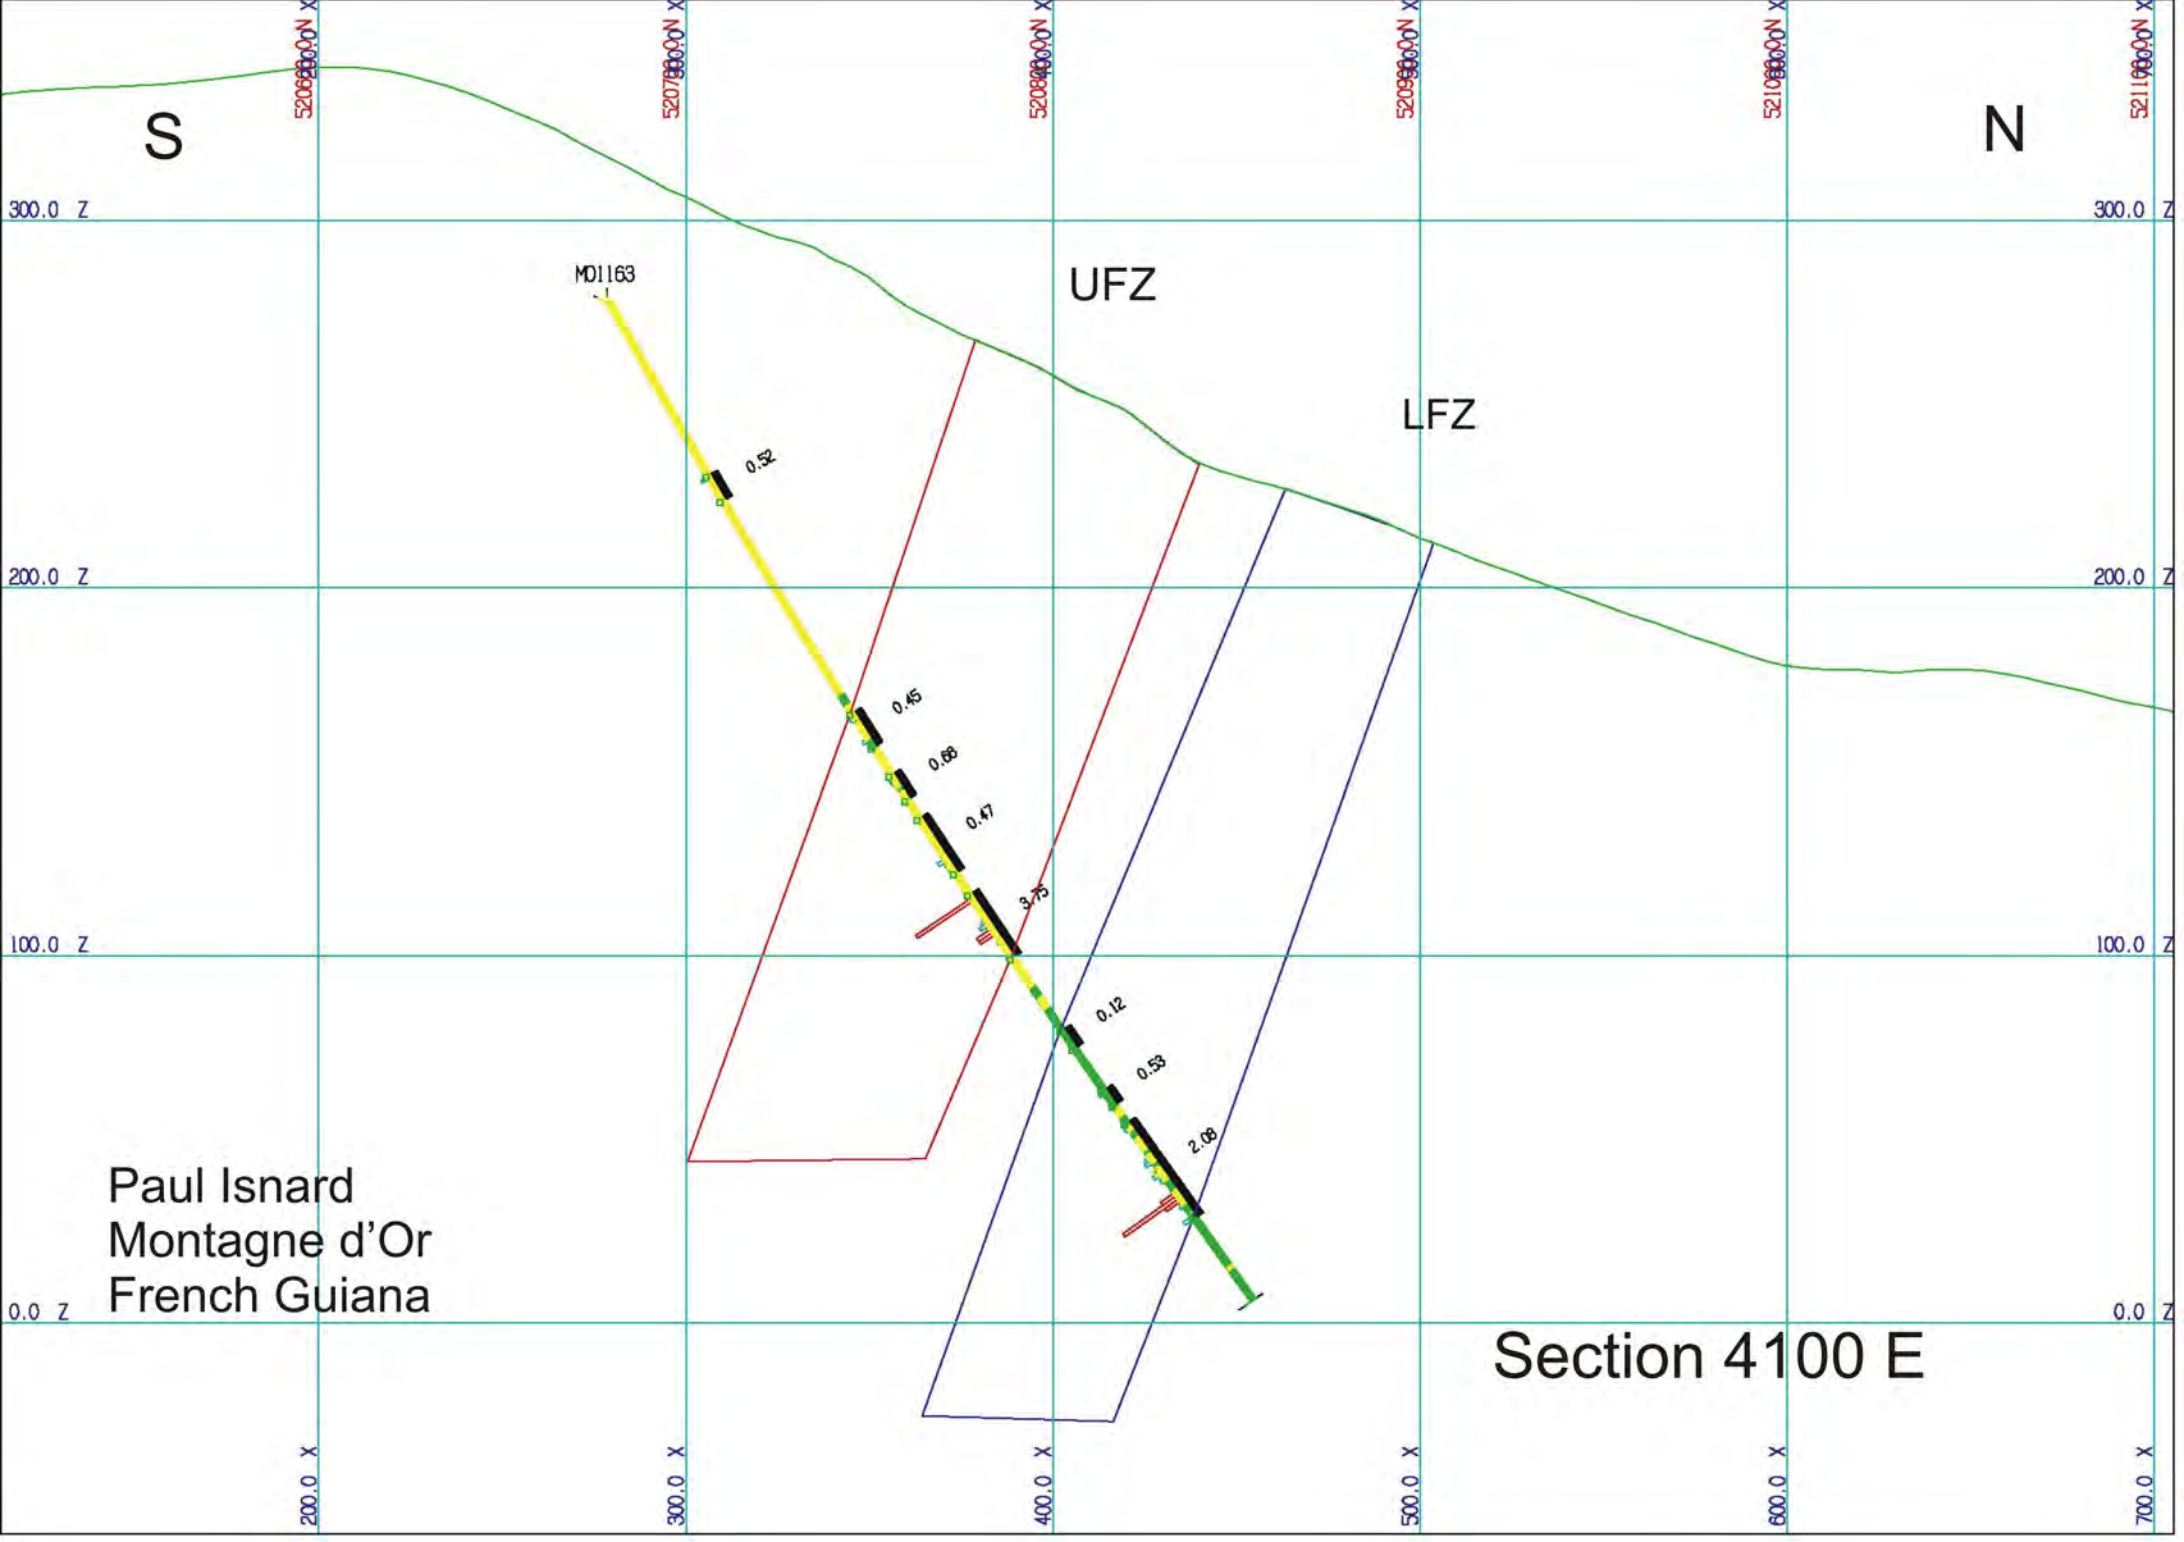 S
N
300.0 Z
300.0 Z
MO1163
UFZ
LFZ
0.52
200.0 Z
200.0 Z
0.45
0.68
0.47
3.75
100.0 Z
100.0 Z
0.12
0.53
2.08
Paul Isnard
Montagne d'Or
French Guiana
0.0 Z
0.0 Z
Section 4100 E
200.0 X
300.0 X
400.0 X
500.0 X
600.0 X
700.0 X